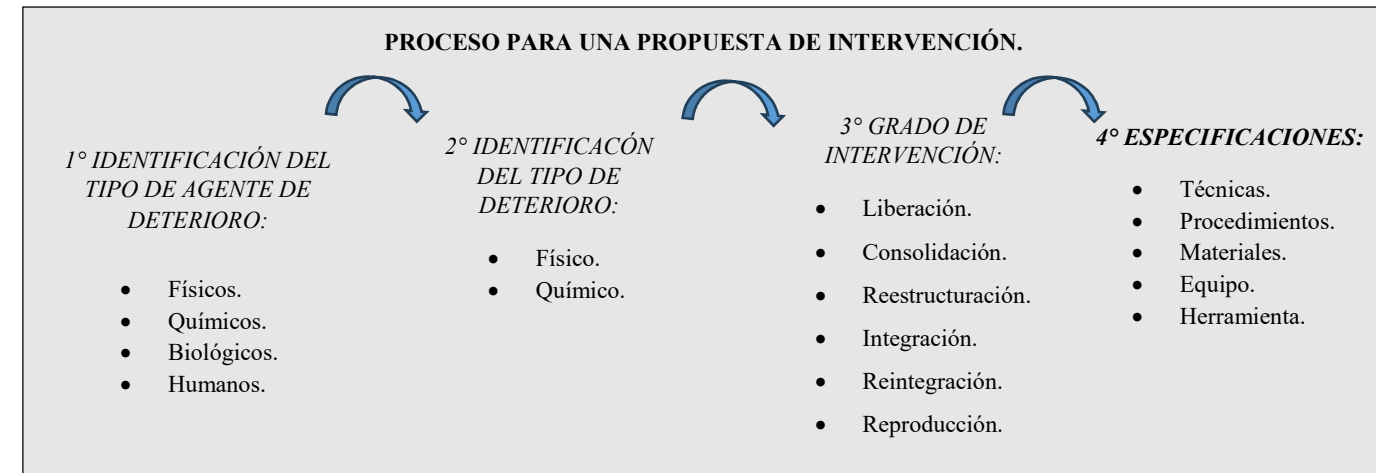 PROCESO PARA UNA PROPUESTA DE INTERVENCIÓN.
1° IDENTIFICACIÓN DEL
TIPO DE AGENTE DE
DETERIORO:
• Físicos.
• Químicos.
• Biológicos.
• Humanos.
2° IDENTIFICACÓN
DEL TIPO DE
DETERIORO:
• Físico.
• Químico.
3° GRADO DE
INTERVENCIÓN:
• Liberación.
• Consolidación.
• Reestructuración.
• Integración.
• Reintegración.
• Reproducción.
4° ESPECIFICACIONES:
• Técnicas.
• Procedimientos.
• Materiales.
• Equipo.
• Herramienta.